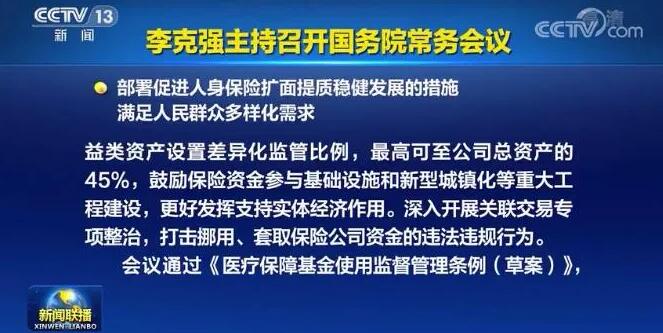 CCTV 13
新闻
李克强主持召开国务院常务会议
CCTV.com
部署促进人身保险扩面提质稳健发展的措施
满足人民群众多样化需求
益类资产设置差异化监管比例，最高可至公司总资产的
45%，鼓励保险资金参与基础设施和新型城镇化等重大工
程建设，更好发挥支持实体经济作用。深入开展关联交易专
项整治，打击挪用、套取保险公司资金的违法违规行为。
会议通过《医疗保障基金使用监督管理条例（草案）》，
新闻联播
XINWEN LIANBO